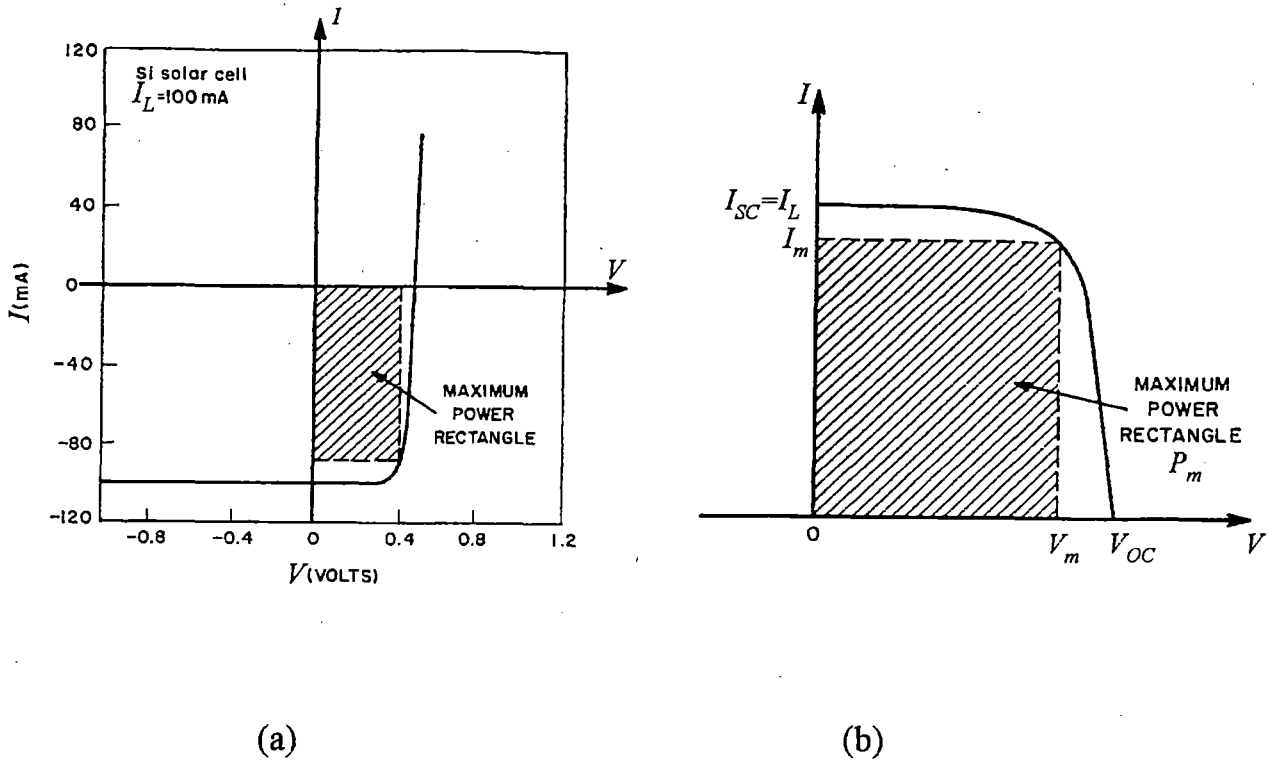 I
120
Si solar cell
I_L=100 mA
80
40
0
V
I(mA)
-40
MAXIMUM
POWER
RECTANGLE
-80
-120
-0.8 -0.4 0 0.4 0.8 1.2
V(VOLTS)
(a)
I
I_SC=I_L
I_m
MAXIMUM
POWER
RECTANGLE
P_m
0 V_m V_OC V
(b)